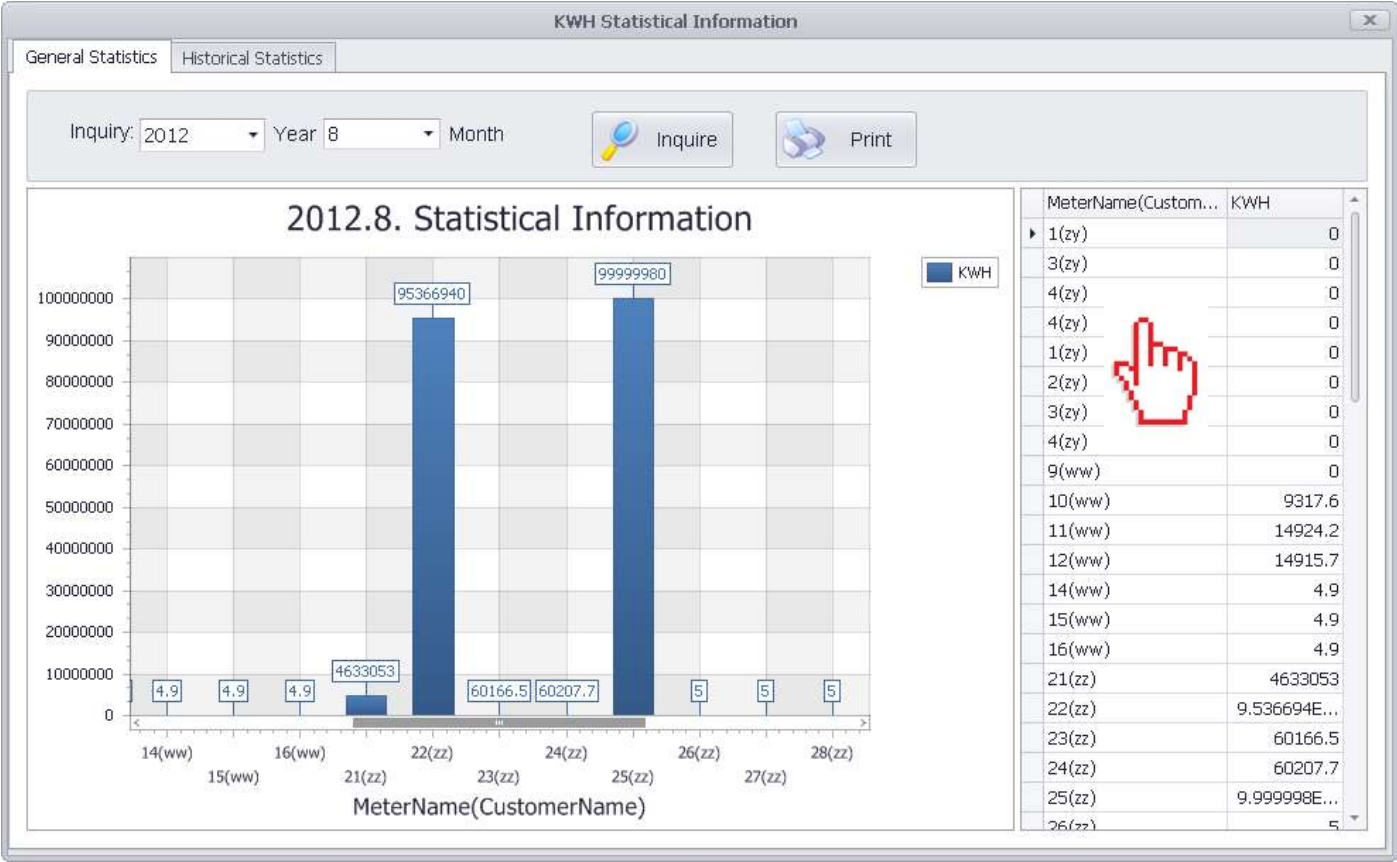 KWH Statistical Information
General Statistics Historical Statistics
Inquiry: 2012 Year 8 Month Inquire Print
2012.8. Statistical Information
KWH
100000000
90000000
80000000
70000000
60000000
50000000
40000000
30000000
20000000
10000000
0
4.9 4.9 4.9 4633053 95366940 60166.5 60207.7 99999980 5 5 5
14(ww) 16(ww) 22(zz) 24(zz) 26(zz) 28(zz)
15(ww) 21(zz) 23(zz) 25(zz) 27(zz)
MeterName(CustomerName)
MeterName(Custom... KWH
1(zy) 0
3(zy) 0
4(zy) 0
4(zy) 0
1(zy) 0
2(zy) 0
3(zy) 0
4(zy) 0
9(ww) 0
10(ww) 9317.6
11(ww) 14924.2
12(ww) 14915.7
14(ww) 4.9
15(ww) 4.9
16(ww) 4.9
21(zz) 4633053
22(zz) 9.536694E...
23(zz) 60166.5
24(zz) 60207.7
25(zz) 9.999998E...
26(zz) 5